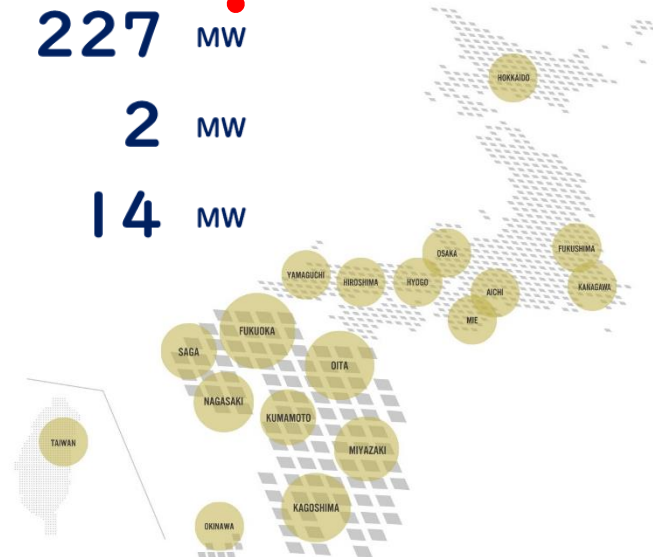 227 MW
2 MW
14 MW
HOKKAIDO
OSAKA
FUKUSHIMA
YAMAGUCHI
HIROSHIMA
HYOGO
AICHI
KANAGAWA
MIE
FUKUOKA
SAGA
OITA
NAGASAKI
KUMAMOTO
TAIWAN
MIYAZAKI
KAGOSHIMA
OKINAWA